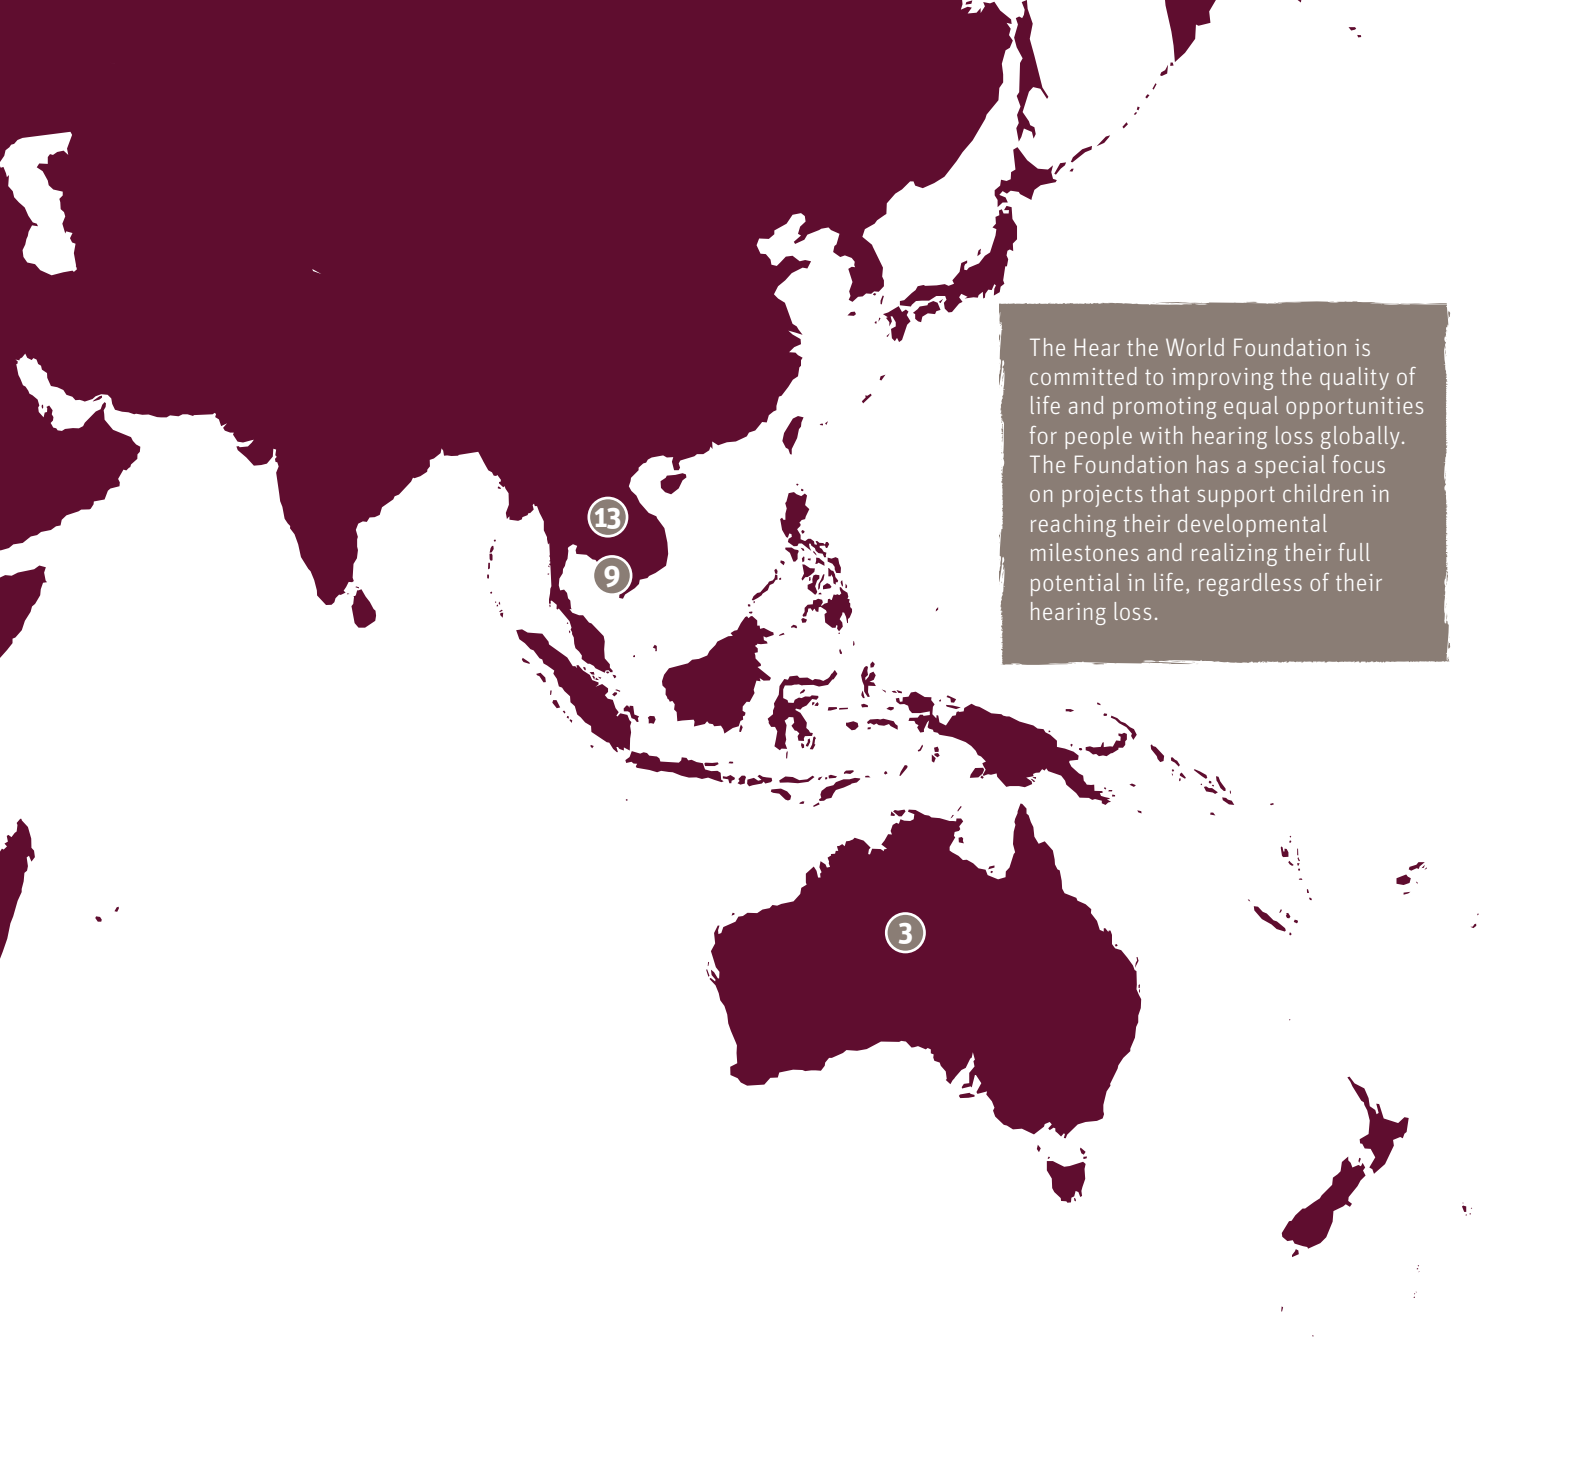 The Hear the World Foundation is
committed to improving the quality of
life and promoting equal opportunities
for people with hearing loss globally.
The Foundation has a special focus
on projects that support children in
reaching their developmental
milestones and realizing their full
potential in life, regardless of their
hearing loss.
13
9
3